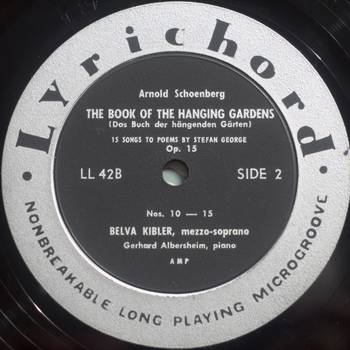 • Lyrichord •
Arnold Schoenberg
THE BOOK OF THE HANGING GARDENS
(Das Buch der hängenden Gärten)
15 SONGS TO POEMS BY STEFAN GEORGE
Op. 15
LL 42B SIDE 2
Nos. 10 — 15
BELVA KIBLER, mezzo-soprano
Gerhard Albersheim, piano
AMP
NONBREAKABLE LONG PLAYING MICROGROOVE